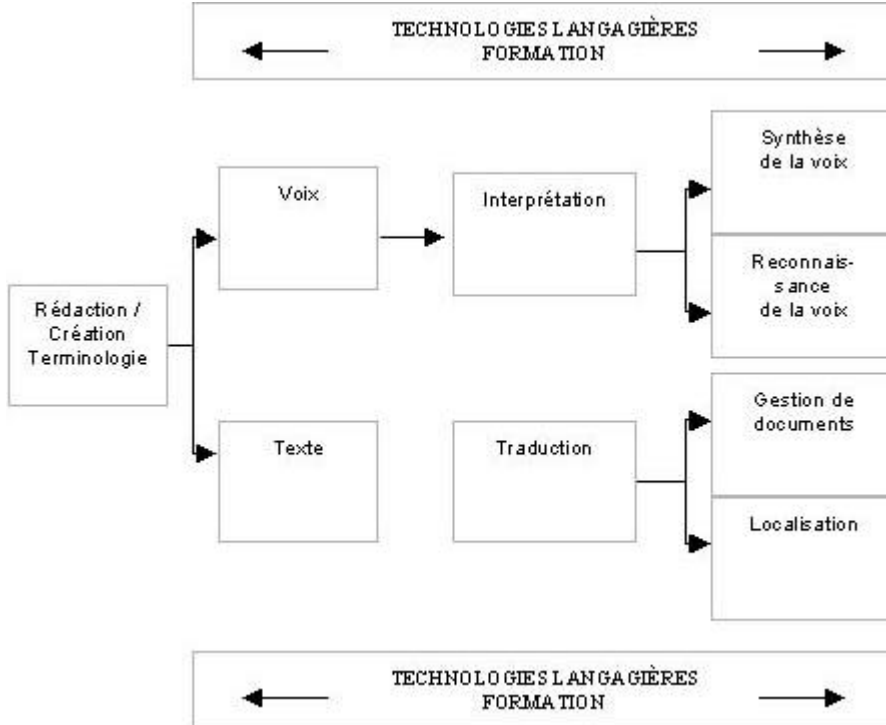 TECHNOLOGIES LANGAGIÈRES
FORMATION
Rédaction /
Création
Terminologie
Voix
Interprétation
Synthèse
de la voix
Reconnais-
sance
de la voix
Texte
Traduction
Gestion de
documents
Localisation
TECHNOLOGIES LANGAGIÈRES
FORMATION